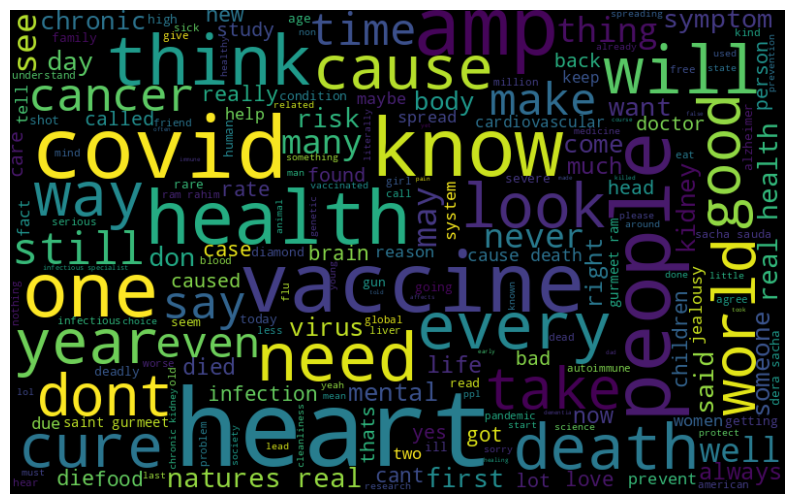 chronic
high
age
new
study
amp
time
thing
symptom
see
family
sick
give
non
spreading
already
kind
understand
day
think
cause
back
will
used
prevention
tell
cancer
really
condition
million
keep
free
state
person
shot
called
help
maybe
body
make
want
doctor
risk
spread
cardiovascular
care
covid
know
many
come
much
found
rare
human
severe
head
alzheimer
mind
friend
related
something
medicine
way
health
look
people
good
fact
ram rahim
rate
man
girl
call
vaccinated
may
system
never
kidney
eat
please
around
serious
still
don
case
blood
animal
genetic
diamond
brain
reason
cause death
right
gurmeet ram
sacha sauda
real health
infectious specialist
caused
one
say
vaccine
flu
gun
going
told
affects
known
done
little
agree
children
world
jealousy
someone
said
dera sacha
nothing
infectious
choice
seem
today
less
virus
global
liver
young
every
early
dead
task
year
even
need
worse
deadly
died
life
bad
autoimmune
lol
old
infection
mental
yeah
mean
read
ppl
take
now
women
getting
dont
due
saint gurmeet
chronic kidney
problem
society
cleanliness
thats
yes
got
pandemic
start
science
protect
heart
cure
last
lead
two
ill
sorry
healing
death
well
must
hear
diefood
natures real
research
cant
first
lot
love
prevent
american
always